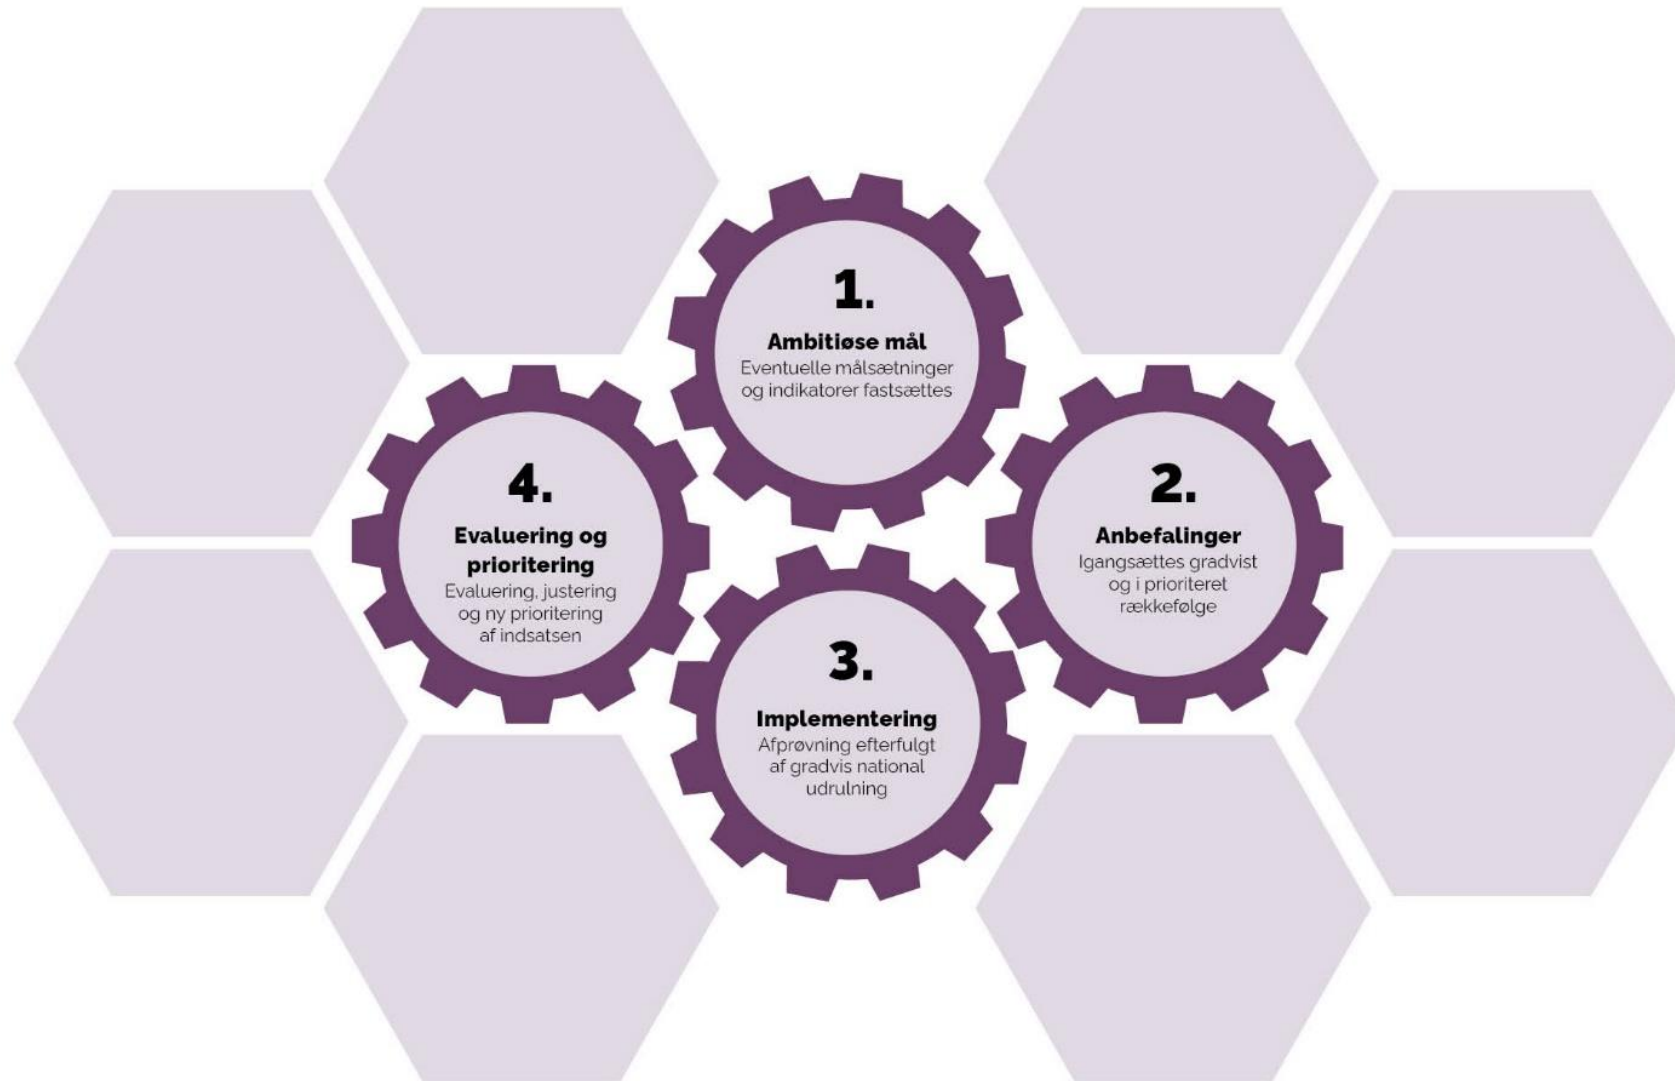 1.
Ambitiøse mål
Eventuelle målsætninger
og indikatorer fastsættes
2.
Anbefalinger
Igangsættes gradvist
og i prioriteret
rækkefølge
3.
Implementering
Afprøvning efterfulgt
af gradvis national
udrulning
4.
Evaluering og
prioritering
Evaluering, justering
og ny prioritering
af indsatsen